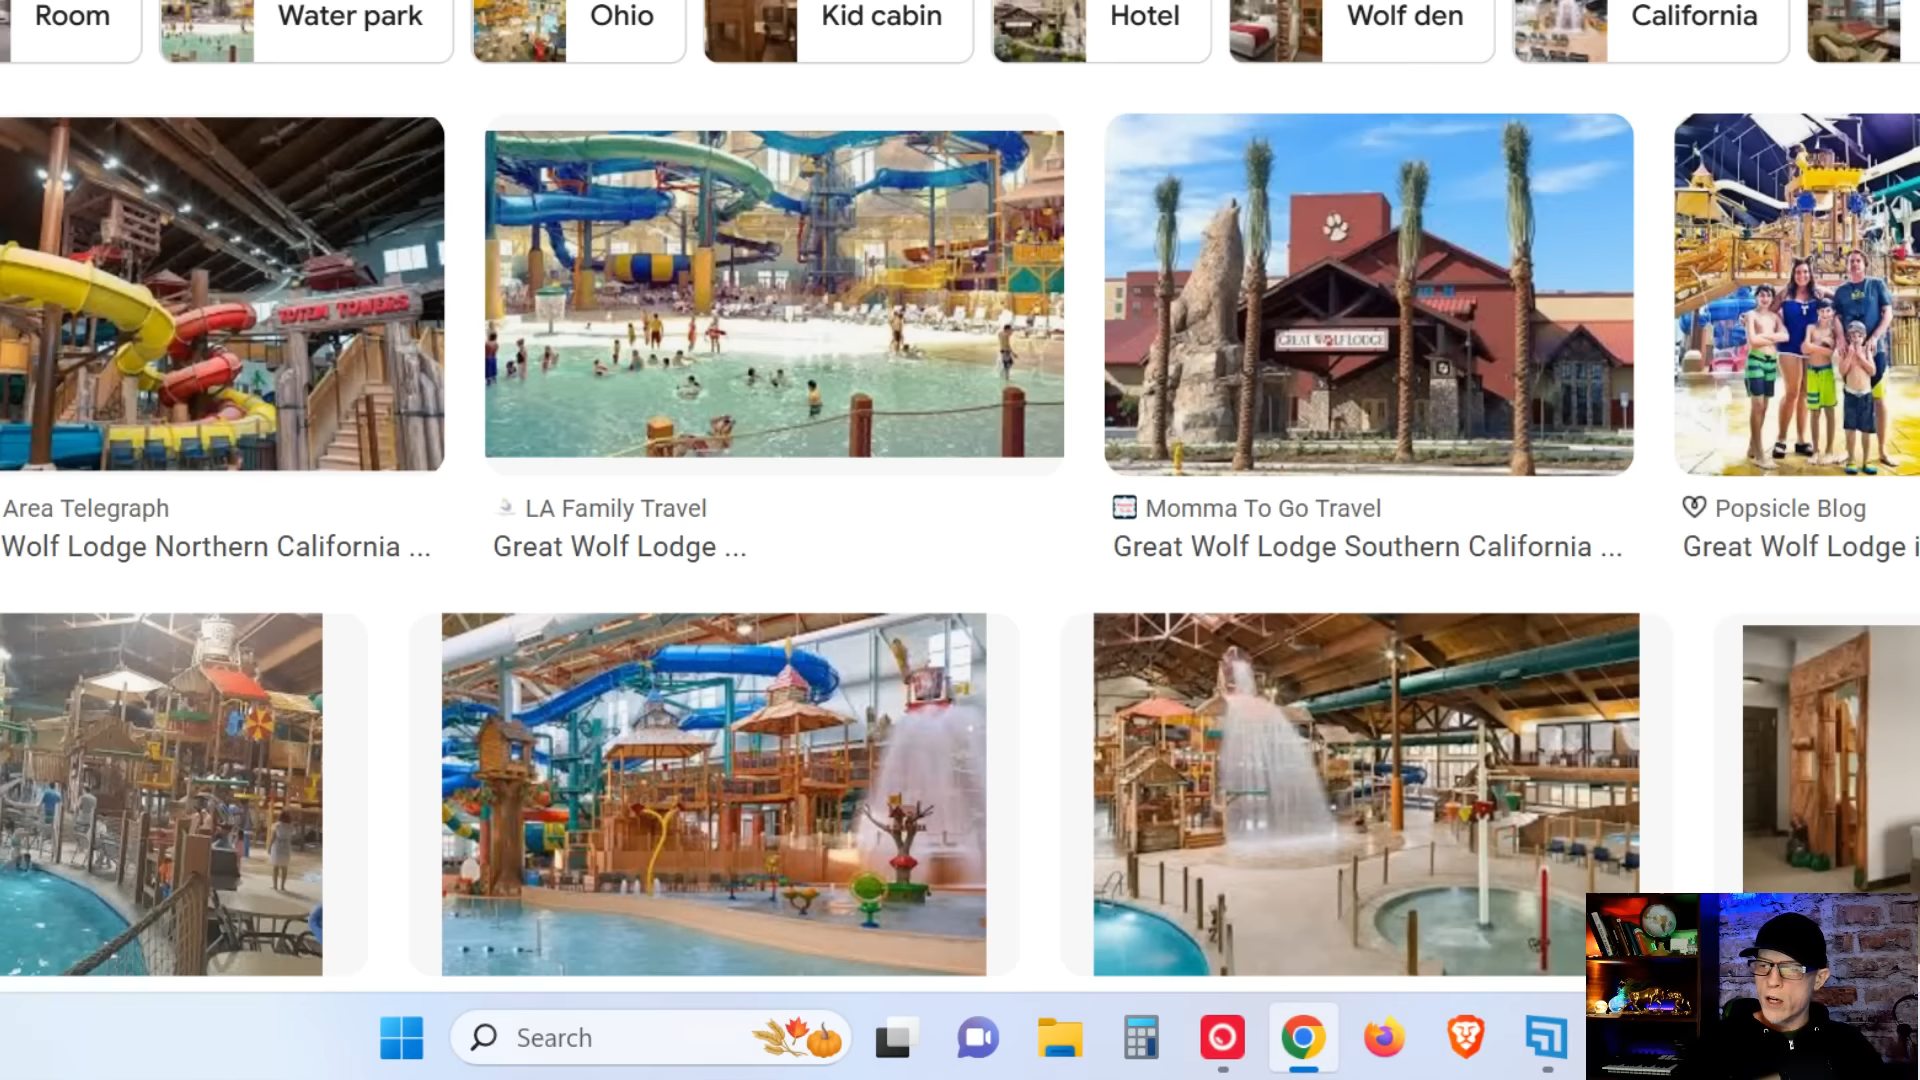 Room
Water park
Ohio
Kid cabin
Hotel
Wolf den
California
TOTEM TOWERS
GREAT WOLF LODGE
Area Telegraph
Wolf Lodge Northern California ...
LA Family Travel
Great Wolf Lodge ...
Momma To Go Travel
Great Wolf Lodge Southern California ...
Popsicle Blog
Great Wolf Lodge i
Search